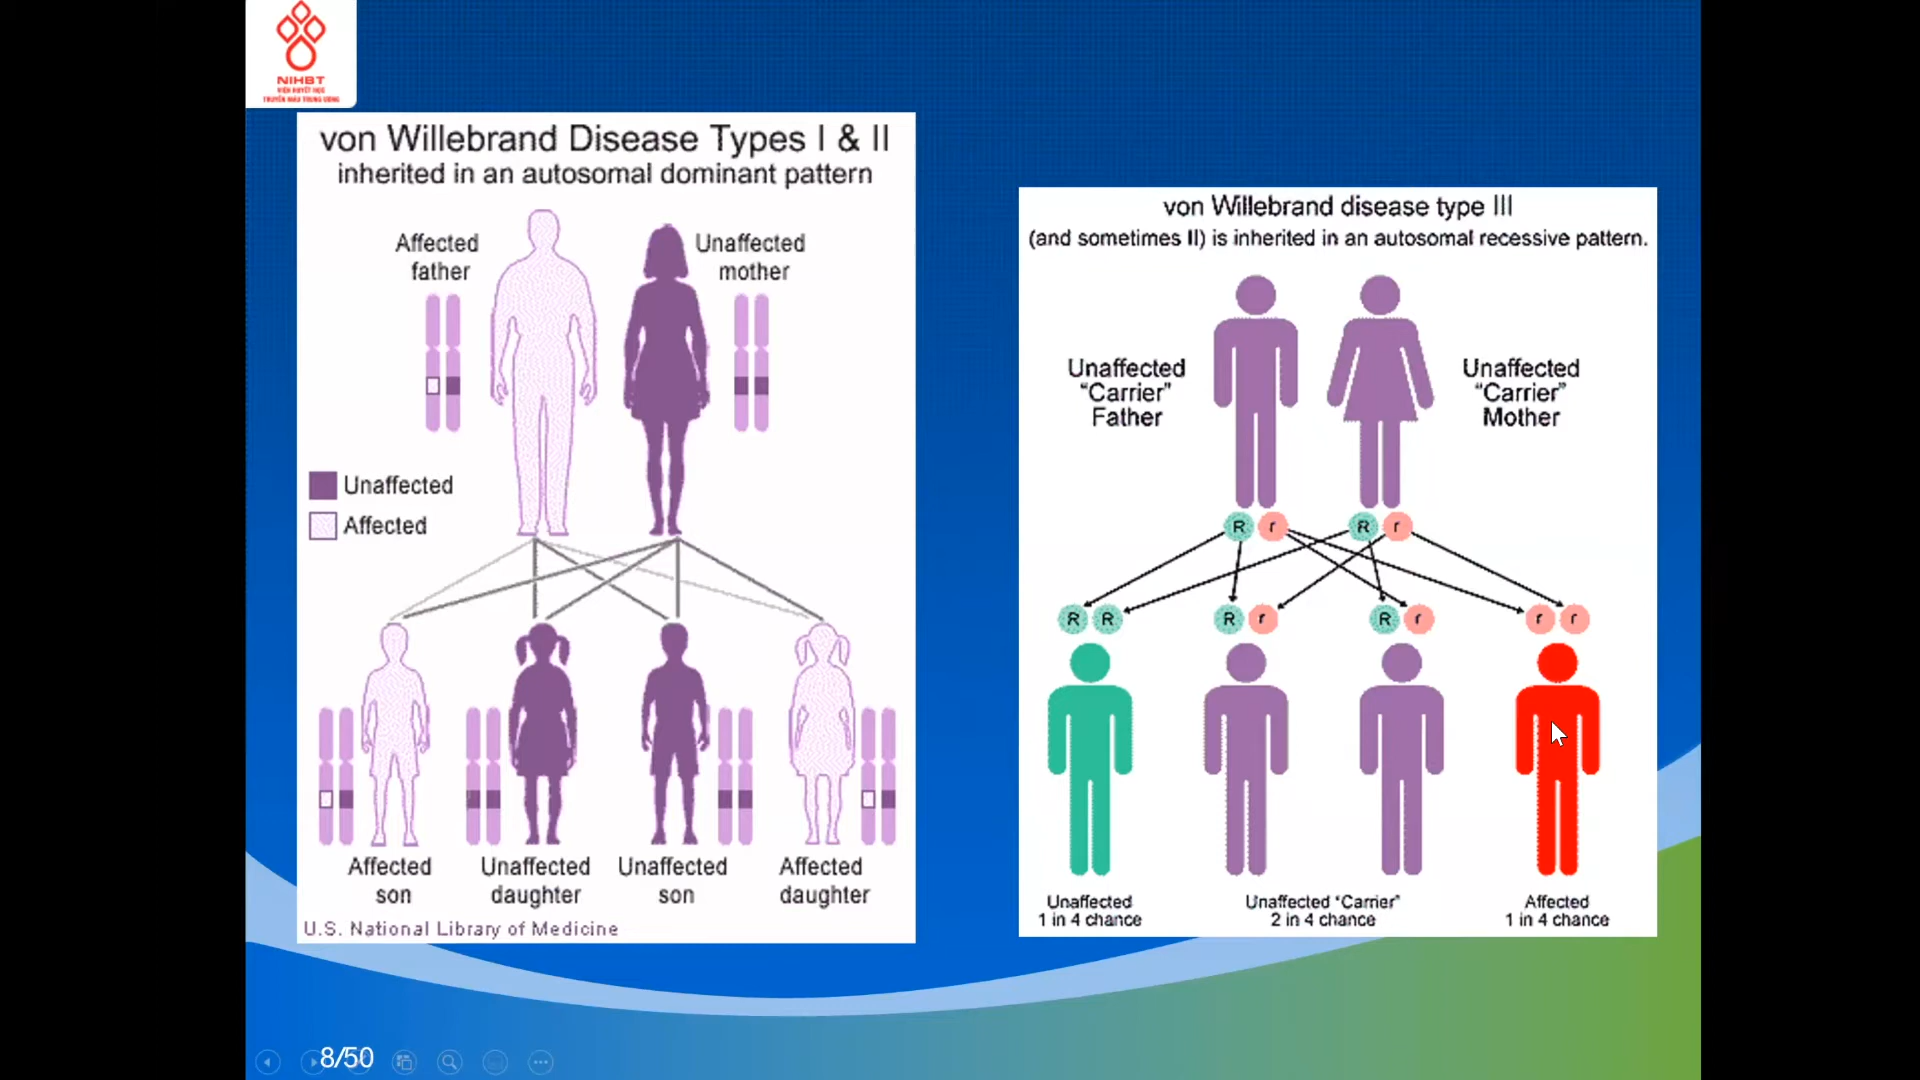 NIHBT
VIỆN HUYẾT HỌC
TRUYỀN MÁU TRUNG ƯƠNG
von Willebrand Disease Types I & II
inherited in an autosomal dominant pattern
Affected
father
Unaffected
mother
Unaffected
Affected
Affected
son
Unaffected
daughter
Unaffected
son
Affected
daughter
U.S. National Library of Medicine
von Willebrand disease type III
(and sometimes II) is inherited in an autosomal recessive pattern.
Unaffected
“Carrier”
Father
Unaffected
“Carrier”
Mother
R r R r
R R R r R r r r
Unaffected
1 in 4 chance
Unaffected “Carrier”
2 in 4 chance
Affected
1 in 4 chance
8/50